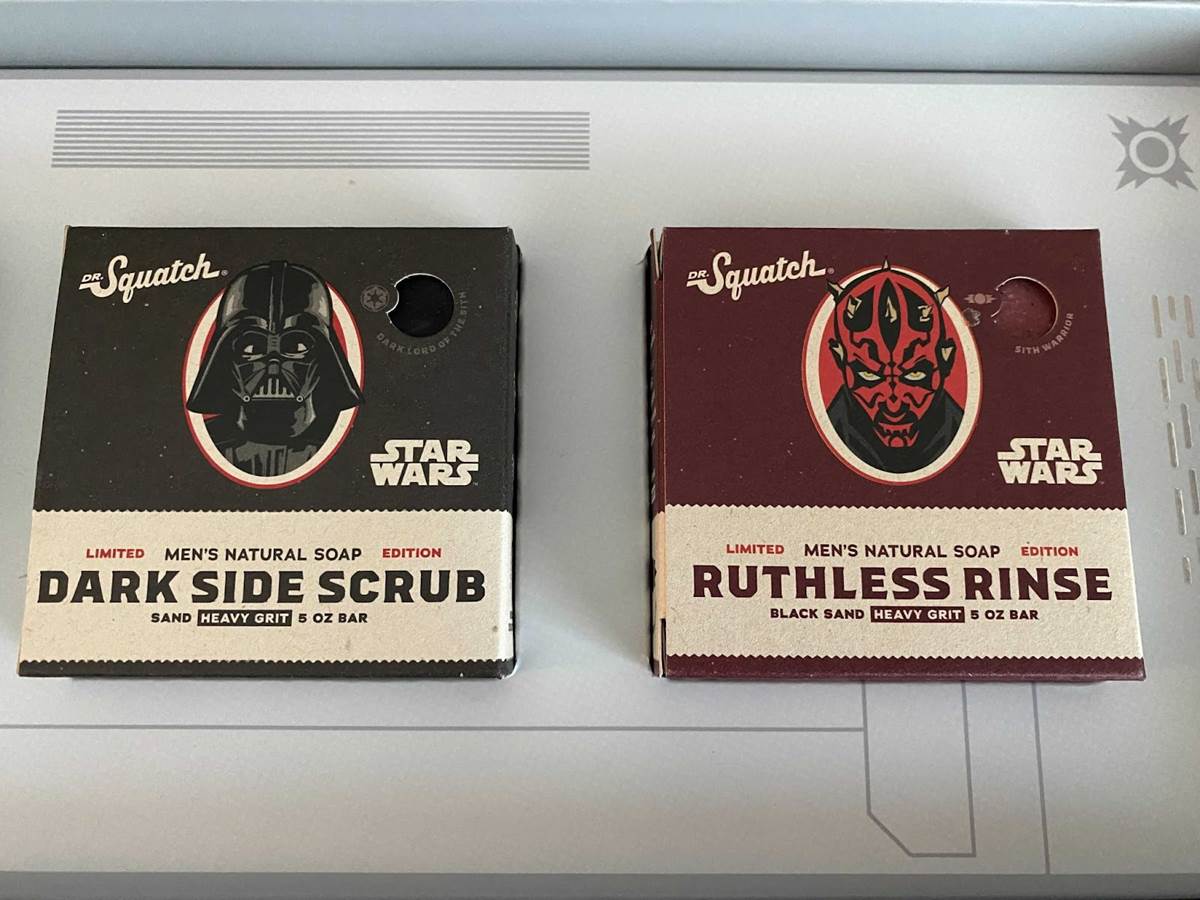 DR. Squatch®
DARK LORD OF THE SITH
STAR WARS™
LIMITED MEN'S NATURAL SOAP EDITION
DARK SIDE SCRUB
SAND HEAVY GRIT 5 OZ BAR
DR. Squatch®
SITH WARRIOR
STAR WARS
LIMITED MEN'S NATURAL SOAP EDITION
RUTHLESS RINSE
BLACK SAND HEAVY GRIT 5 OZ BAR